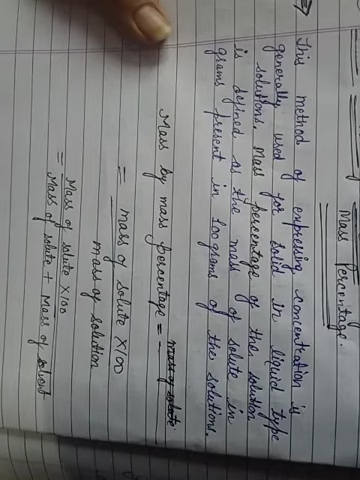 Mass Percentage.
⇒ This method of expressing concentration is
generally used for solid in liquid type
solutions. Mass percentage of the solution
is defined as the mass of solute in
grams present in 100 grams of the solutions.
Mass by mass percentage = -
= mass of solute X100
mass of solution
= Mass of solute X100
Mass of solute + Mass of solvent